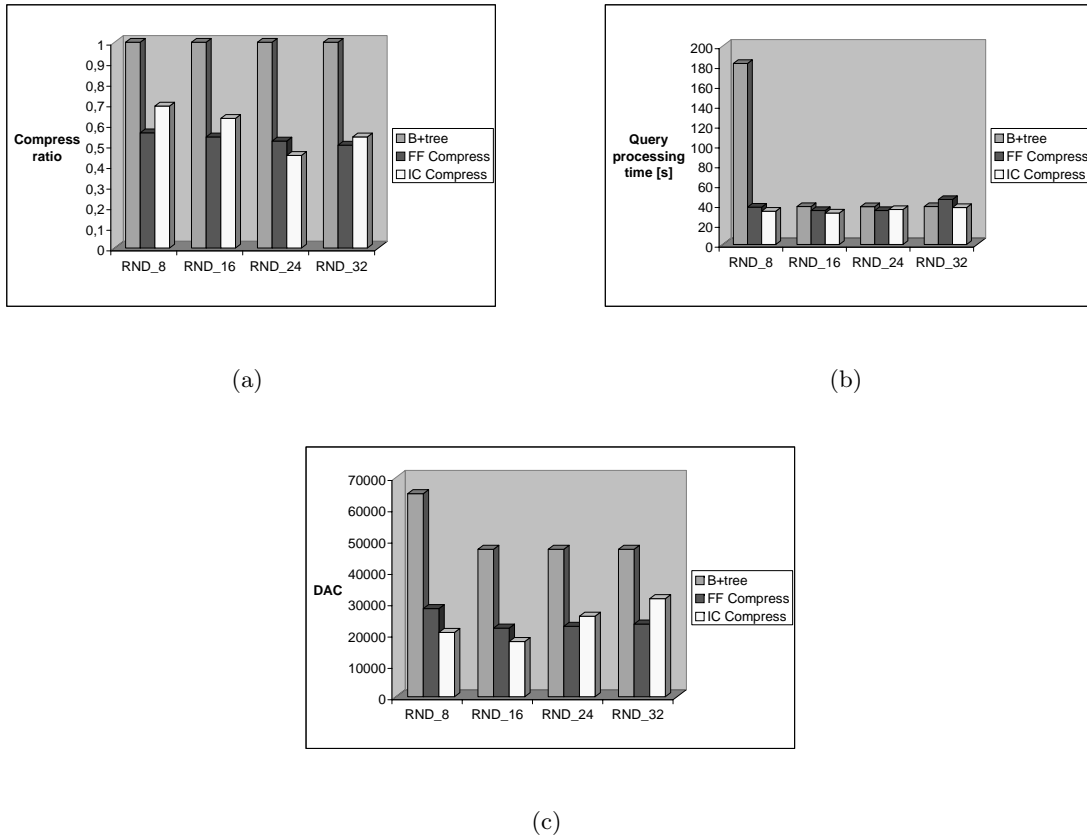 1
0,9
0,8
0,7
0,6
0,5
0,4
0,3
0,2
0,1
0
Compress
ratio
RND_8 RND_16 RND_24 RND_32
B+tree
FF Compress
IC Compress
(a)
200
180
160
140
120
100
80
60
40
20
0
Query
processing
time [s]
RND_8 RND_16 RND_24 RND_32
B+tree
FF Compress
IC Compress
(b)
70000
60000
50000
40000
30000
20000
10000
0
DAC
RND_8 RND_16 RND_24 RND_32
B+tree
FF Compress
IC Compress
(c)